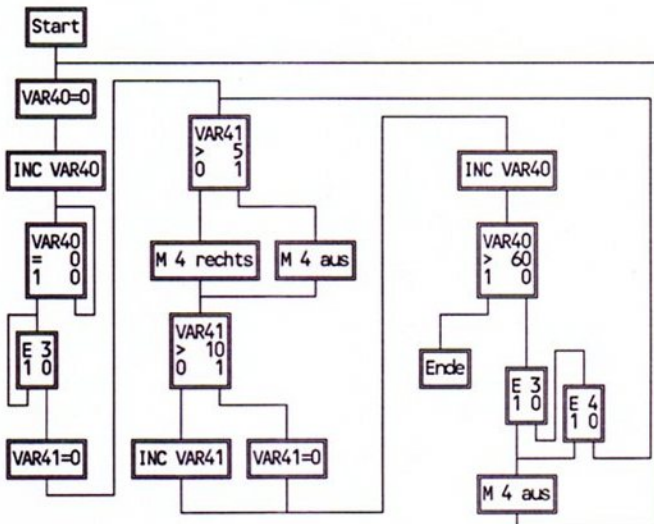 Start
VAR40=0
INC VAR40
VAR40
= 0
1 0
E 3
1 0
VAR41=0
VAR41
> 5
0 1
M 4 rechts
M 4 aus
VAR41
> 10
0 1
INC VAR41
VAR41=0
INC VAR40
VAR40
> 60
1 0
Ende
E 3
1 0
E 4
1 0
M 4 aus